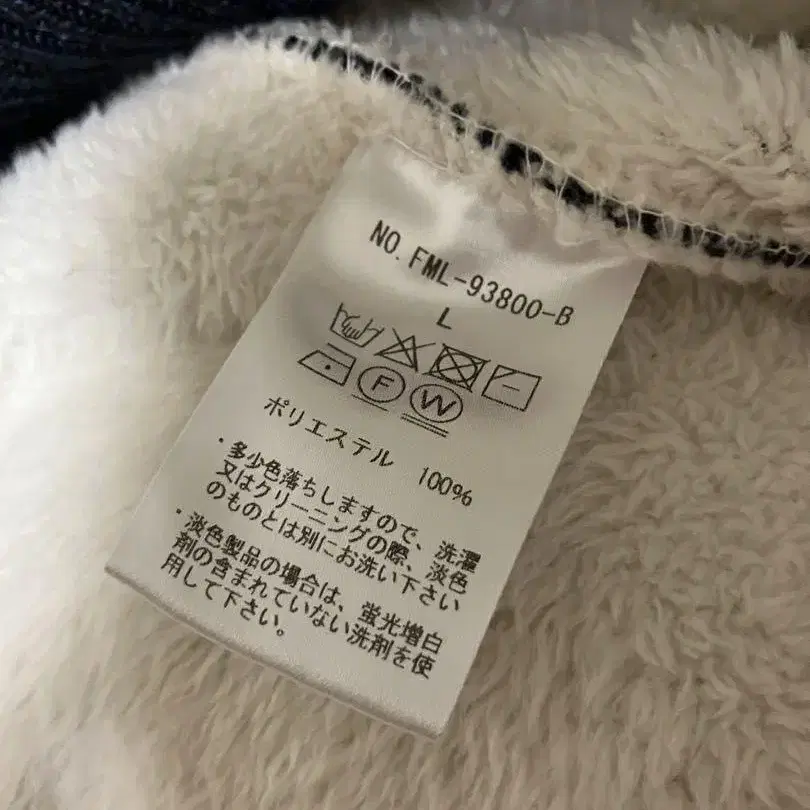 NO. FML-93800-B
L
F W
ポリエステル 100%
・多少色落ちしますので、洗濯
又はクリーニングの際、淡色
のものとは別にお洗い下さい
・淡色製品の場合は、蛍光増白
剤の含まれていない洗剤を使
用して下さい。